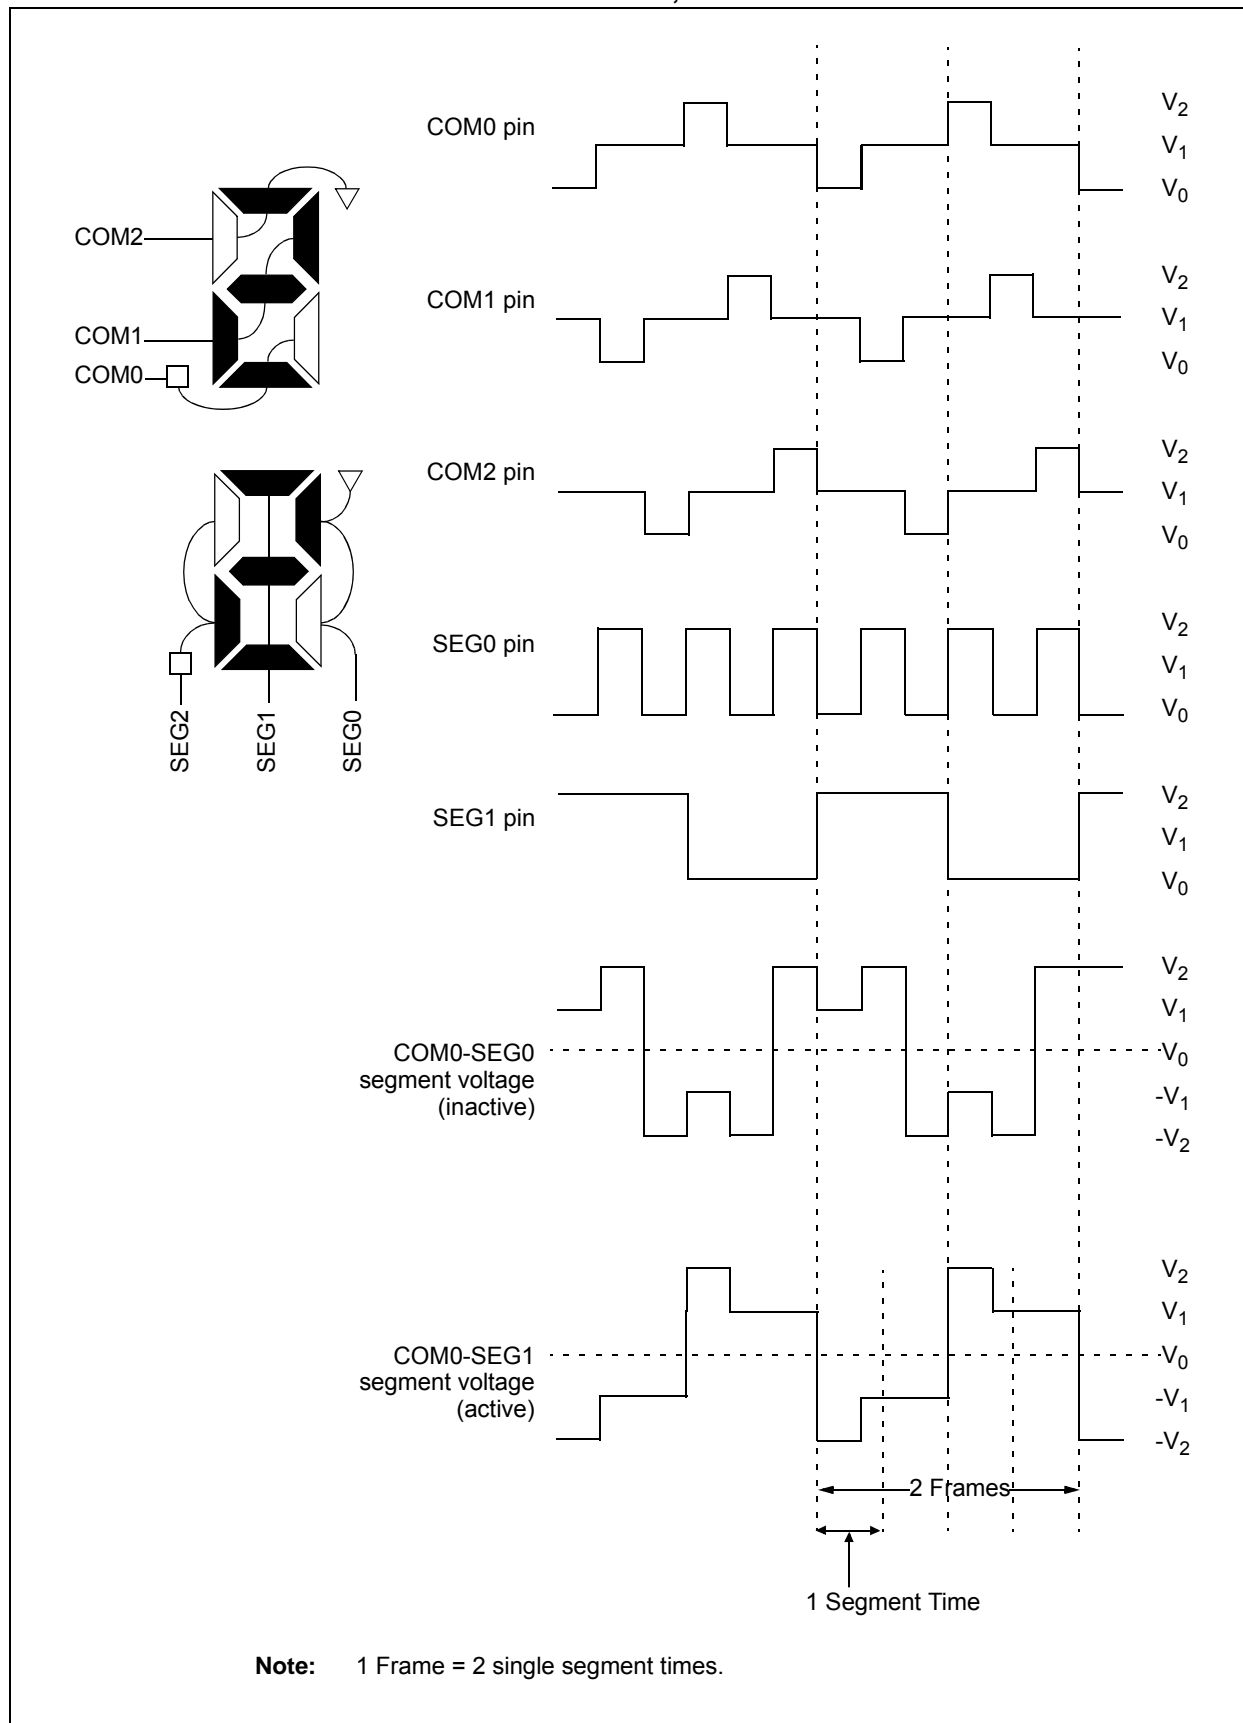 COM0 pin
V2
V1
V0
COM2
COM1
COM0
COM1 pin
V2
V1
V0
COM2 pin
V2
V1
V0
SEG2
SEG1
SEG0
SEG0 pin
V2
V1
V0
SEG1 pin
V2
V1
V0
COM0-SEG0
segment voltage
(inactive)
V2
V1
V0
-V1
-V2
COM0-SEG1
segment voltage
(active)
V2
V1
V0
-V1
-V2
2 Frames
1 Segment Time
Note: 1 Frame = 2 single segment times.